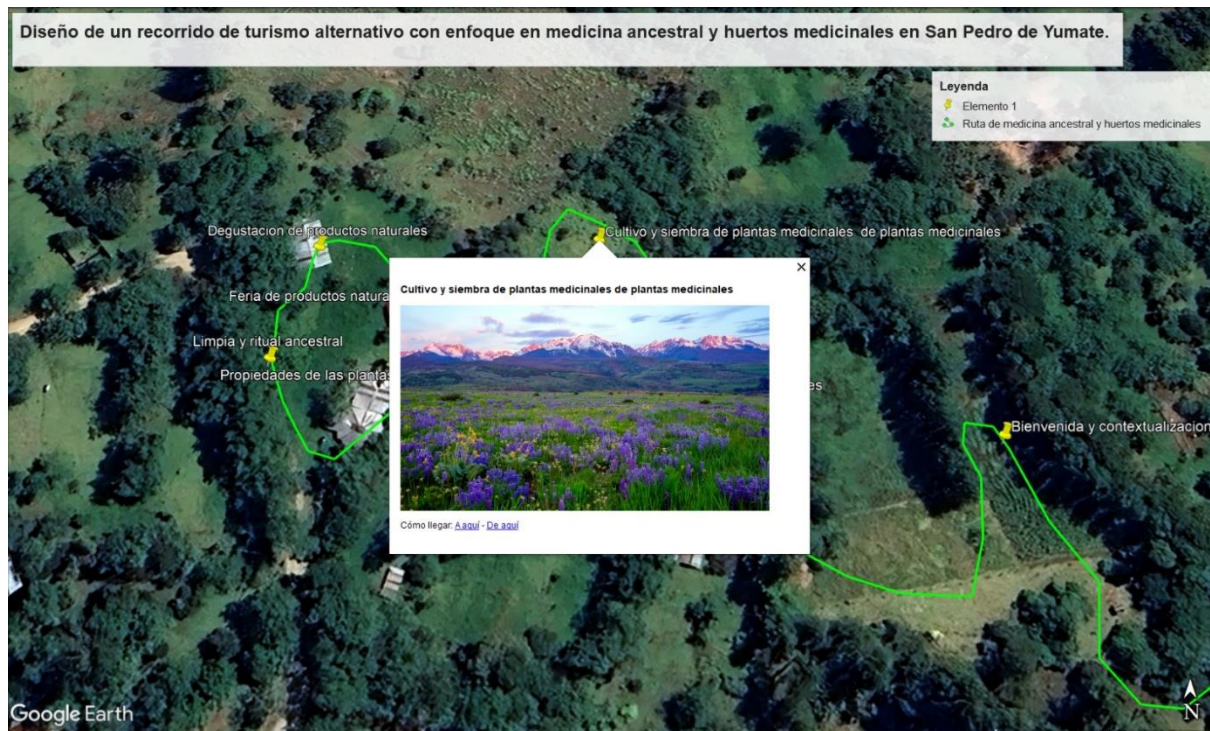 Diseño de un recorrido de turismo alternativo con enfoque en medicina ancestral y huertos medicinales en San Pedro de Yumate.
Leyenda
Elemento 1
Ruta de medicina ancestral y huertos medicinales
Degustacion de productos naturales
Cultivo y siembra de plantas medicinales de plantas medicinales
Feria de productos natura
Limpia y ritual ancestral
Propiedades de las planta
es
Bienvenida y contextualizacion
Cultivo y siembra de plantas medicinales de plantas medicinales
Cómo llegar: A aquí - De aquí
Google Earth
N